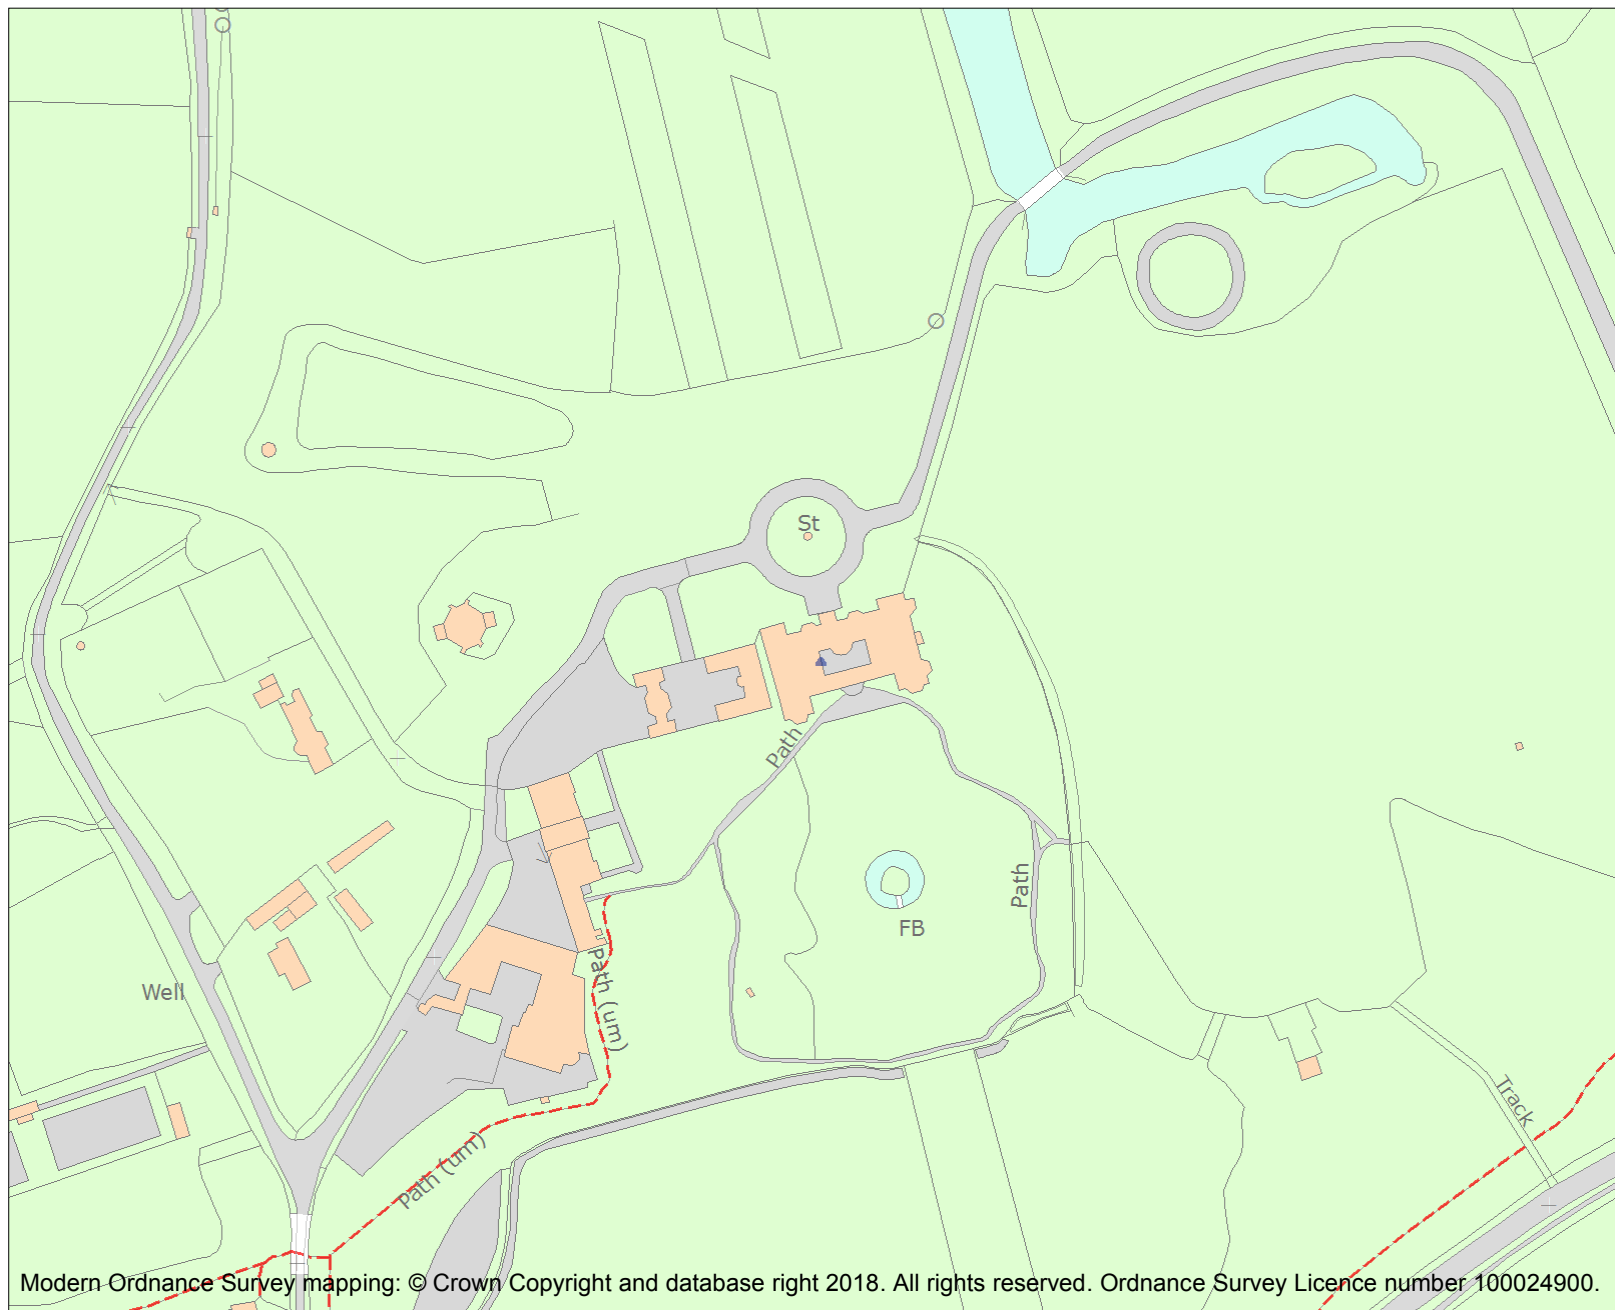 St
Path
Path
FB
Path (um)
Well
Track
Path (um)
Modern Ordnance Survey mapping: © Crown Copyright and database right 2018. All rights reserved. Ordnance Survey Licence number 100024900.